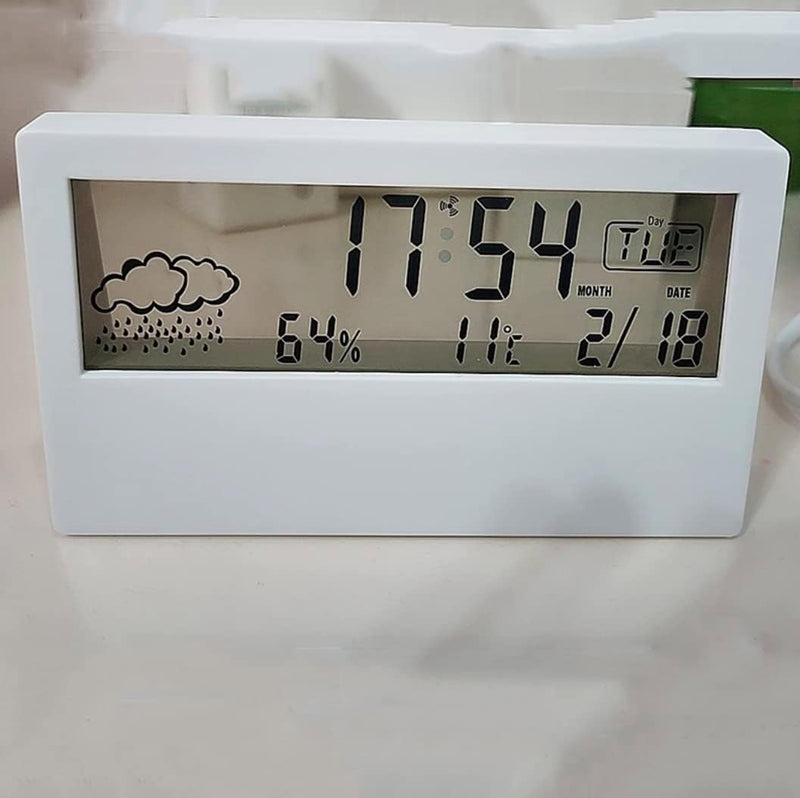 17:54
Day
TUE
MONTH DATE
64% 11°C 2/18